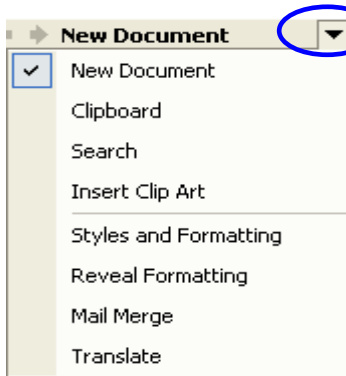 New Document
New Document
Clipboard
Search
Insert Clip Art
Styles and Formatting
Reveal Formatting
Mail Merge
Translate